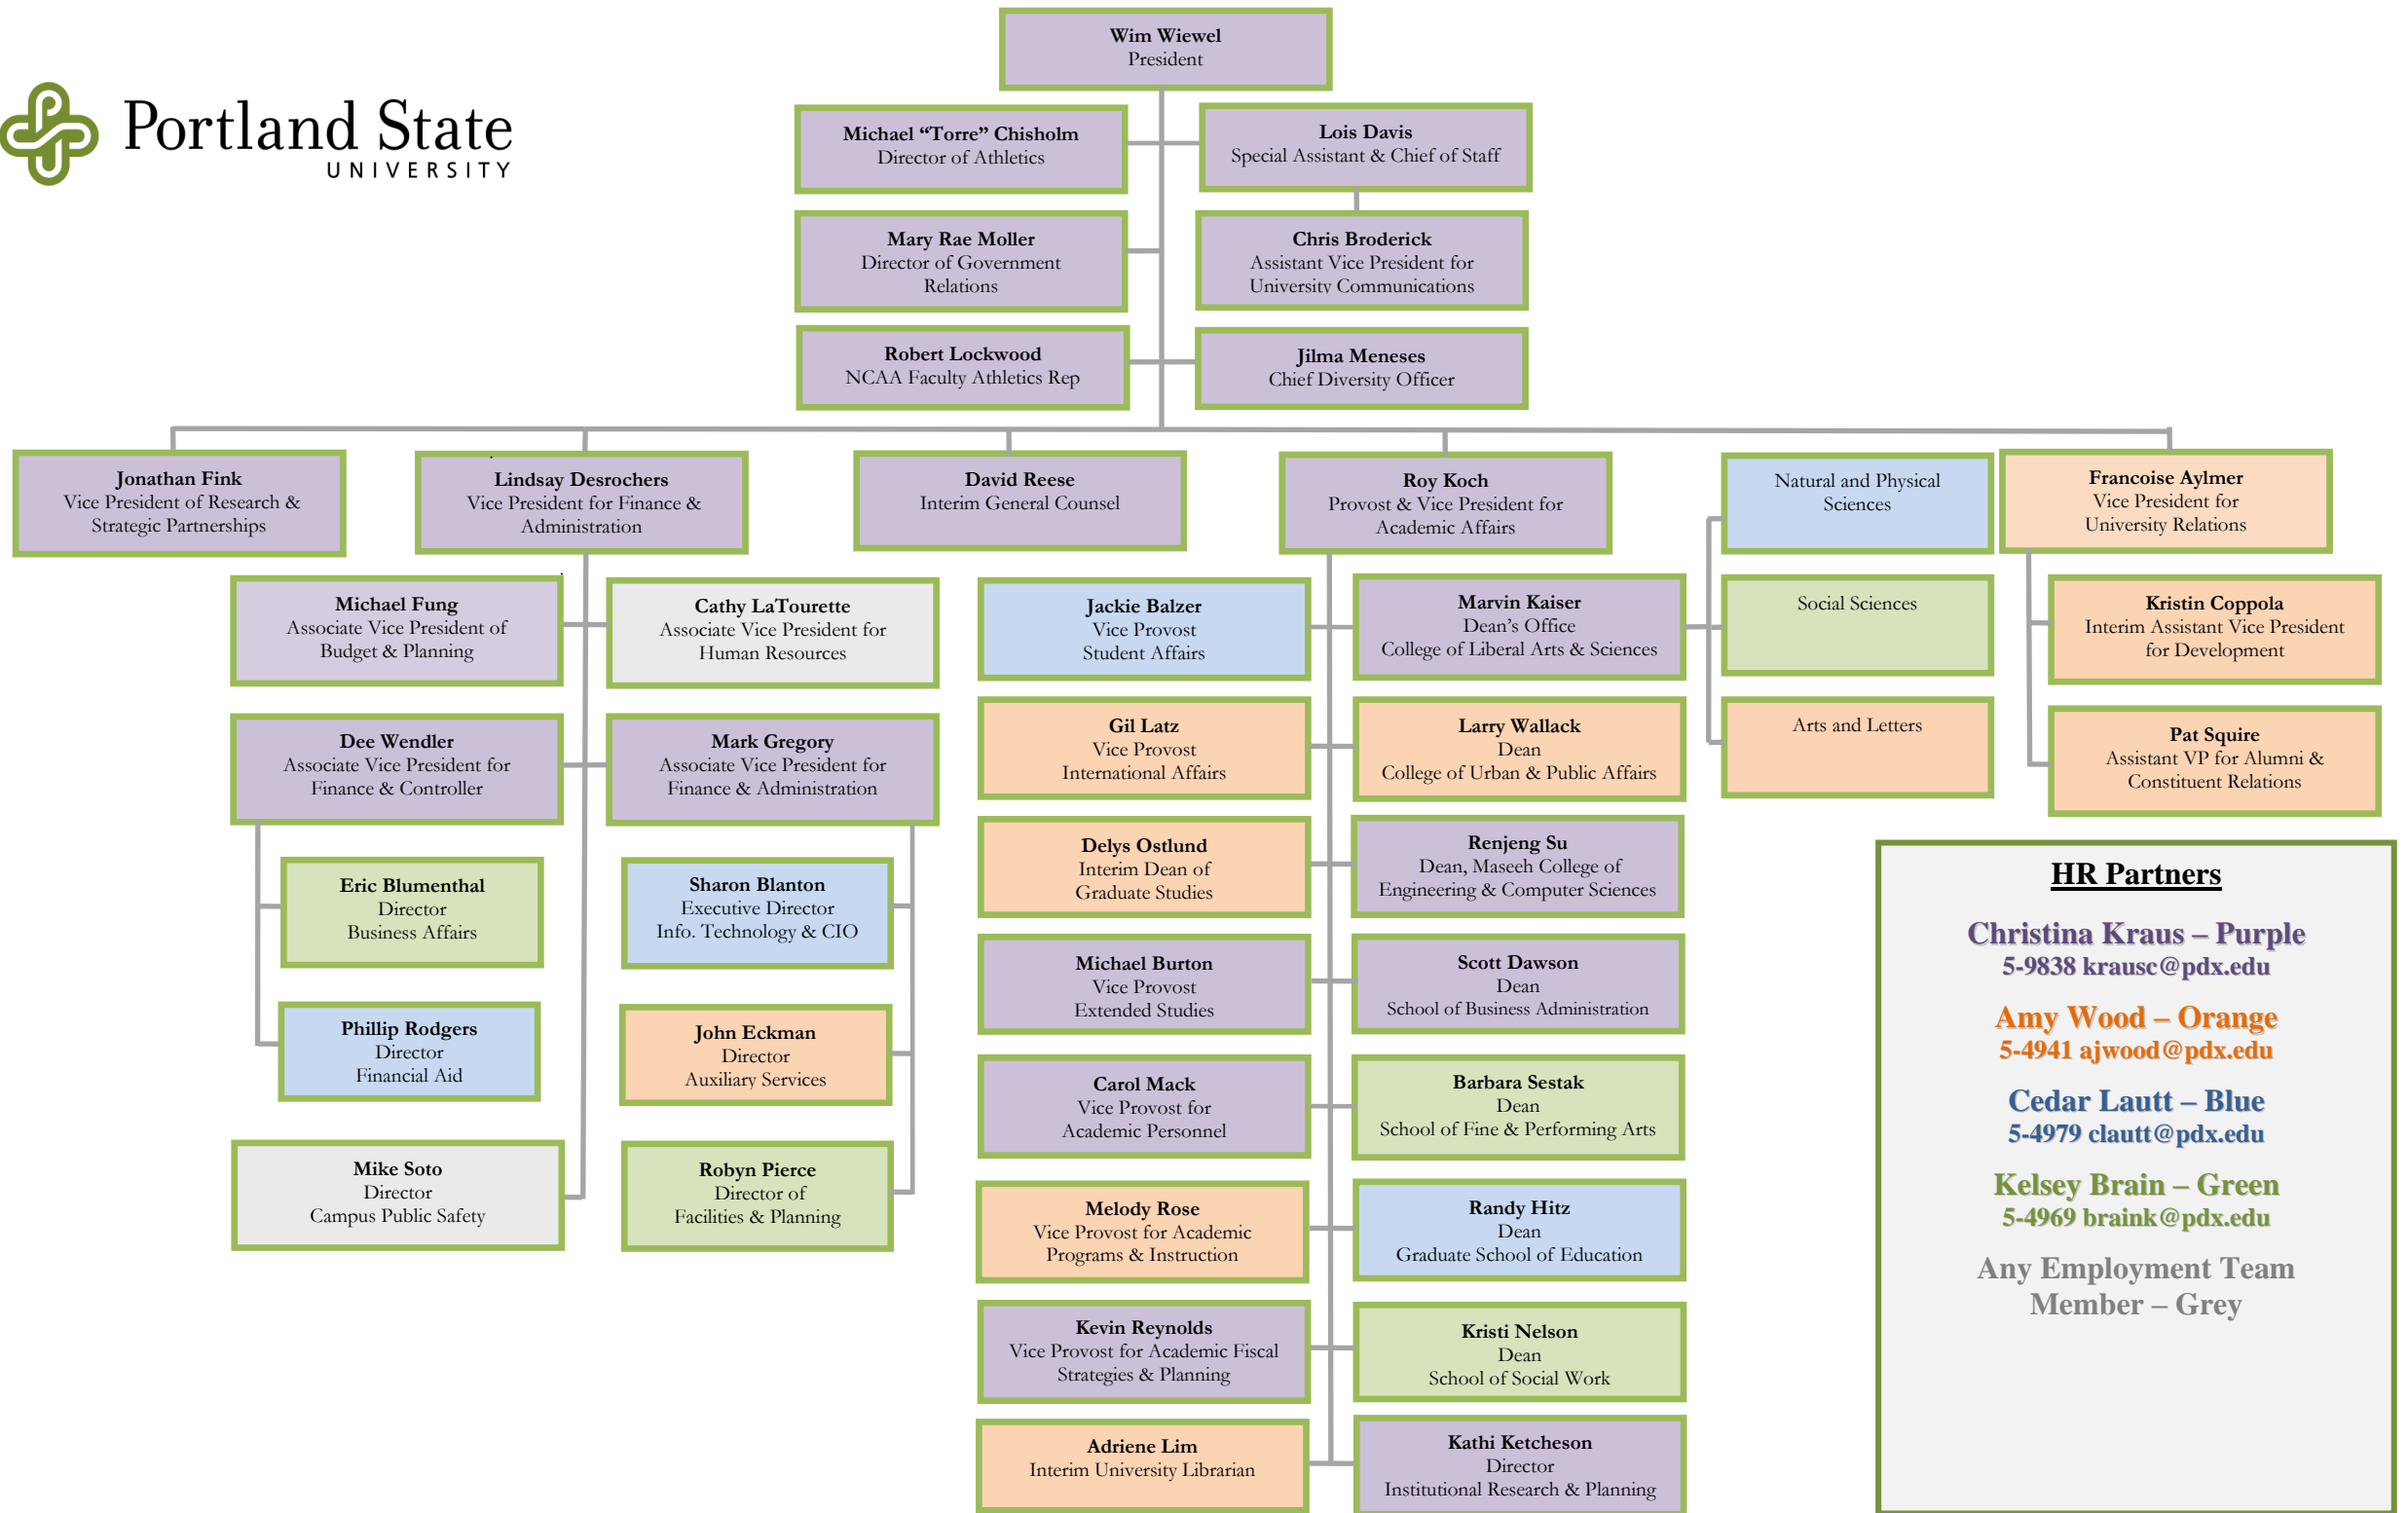 Wim Wiewel
President
Portland State
UNIVERSITY
Michael “Torre” Chisholm
Director of Athletics
Lois Davis
Special Assistant & Chief of Staff
Mary Rae Moller
Director of Government
Relations
Chris Broderick
Assistant Vice President for
University Communications
Robert Lockwood
NCAA Faculty Athletics Rep
Jilma Meneses
Chief Diversity Officer
Jonathan Fink
Vice President of Research &
Strategic Partnerships
Lindsay Desrochers
Vice President for Finance &
Administration
David Reese
Interim General Counsel
Roy Koch
Provost & Vice President for
Academic Affairs
Natural and Physical
Sciences
Francoise Aylmer
Vice President for
University Relations
Michael Fung
Associate Vice President of
Budget & Planning
Cathy LaTourette
Associate Vice President for
Human Resources
Jackie Balzer
Vice Provost
Student Affairs
Marvin Kaiser
Dean’s Office
College of Liberal Arts & Sciences
Social Sciences
Kristin Coppola
Interim Assistant Vice President
for Development
Dee Wendler
Associate Vice President for
Finance & Controller
Mark Gregory
Associate Vice President for
Finance & Administration
Gil Latz
Vice Provost
International Affairs
Larry Wallack
Dean
College of Urban & Public Affairs
Arts and Letters
Pat Squire
Assistant VP for Alumni &
Constituent Relations
Eric Blumenthal
Director
Business Affairs
Sharon Blanton
Executive Director
Info. Technology & CIO
Delys Ostlund
Interim Dean of
Graduate Studies
Renjeng Su
Dean, Maseeh College of
Engineering & Computer Sciences
Michael Burton
Vice Provost
Extended Studies
Scott Dawson
Dean
School of Business Administration
Phillip Rodgers
Director
Financial Aid
John Eckman
Director
Auxiliary Services
Carol Mack
Vice Provost for
Academic Personnel
Barbara Sestak
Dean
School of Fine & Performing Arts
Mike Soto
Director
Campus Public Safety
Robyn Pierce
Director of
Facilities & Planning
Melody Rose
Vice Provost for Academic
Programs & Instruction
Randy Hitz
Dean
Graduate School of Education
Kevin Reynolds
Vice Provost for Academic Fiscal
Strategies & Planning
Kristi Nelson
Dean
School of Social Work
Adriene Lim
Interim University Librarian
Kathi Ketcheson
Director
Institutional Research & Planning
HR Partners
Christina Kraus – Purple
5-9838 krausc@pdx.edu
Amy Wood – Orange
5-4941 ajwood@pdx.edu
Cedar Lautt – Blue
5-4979 clautt@pdx.edu
Kelsey Brain – Green
5-4969 braink@pdx.edu
Any Employment Team
Member – Grey